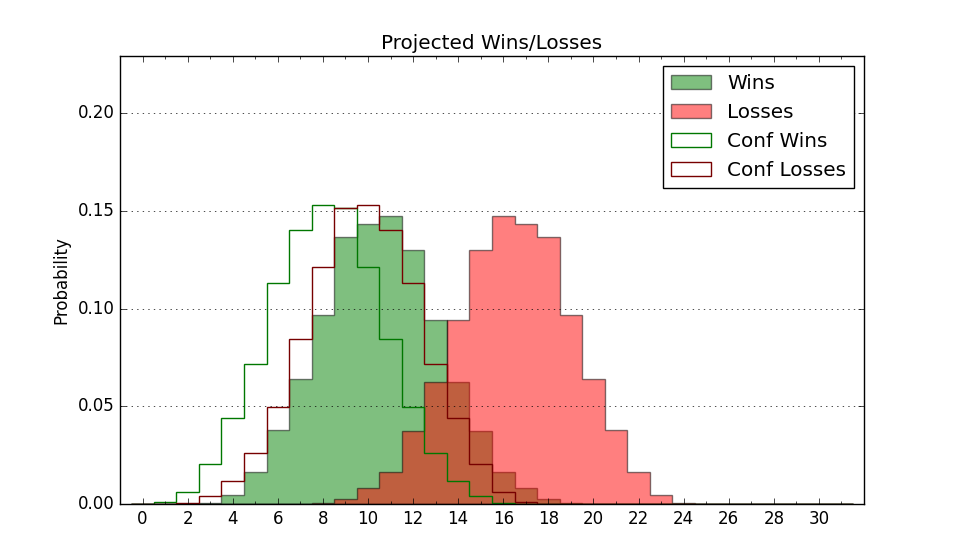 Projected Wins/Losses
Wins
Losses
Conf Wins
Conf Losses
Probability
0.20
0.15
0.10
0.05
0.00
0 2 4 6 8 10 12 14 16 18 20 22 24 26 28 30